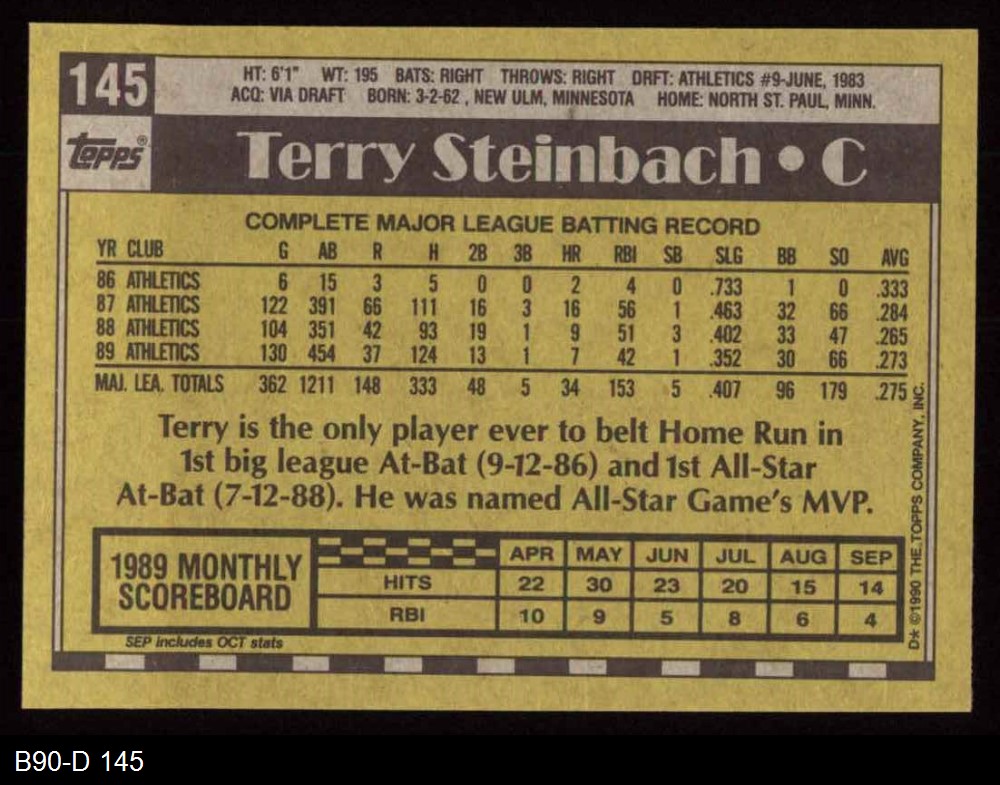 145
HT: 6'1" WT: 195 BATS: RIGHT THROWS: RIGHT DRFT: ATHLETICS #9-JUNE, 1983
ACQ: VIA DRAFT BORN: 3-2-62 , NEW ULM, MINNESOTA HOME: NORTH ST. PAUL, MINN.
Topps®
Terry Steinbach • C
COMPLETE MAJOR LEAGUE BATTING RECORD
YR CLUB G AB R H 2B 3B HR RBI SB SLG BB SO AVG
86 ATHLETICS 6 15 3 5 0 0 2 4 0 .733 1 0 .333
87 ATHLETICS 122 391 66 111 16 3 16 56 1 .463 32 66 .284
88 ATHLETICS 104 351 42 93 19 1 9 51 3 .402 33 47 .265
89 ATHLETICS 130 454 37 124 13 1 7 42 1 .352 30 66 .273
MAJ. LEA. TOTALS 362 1211 148 333 48 5 34 153 5 .407 96 179 .275
Terry is the only player ever to belt Home Run in
1st big league At-Bat (9-12-86) and 1st All-Star
At-Bat (7-12-88). He was named All-Star Game's MVP.
1989 MONTHLY
SCOREBOARD
APR MAY JUN JUL AUG SEP
HITS 22 30 23 20 15 14
RBI 10 9 5 8 6 4
SEP includes OCT stats
D* ©1990 THE TOPPS COMPANY, INC.
B90-D 145